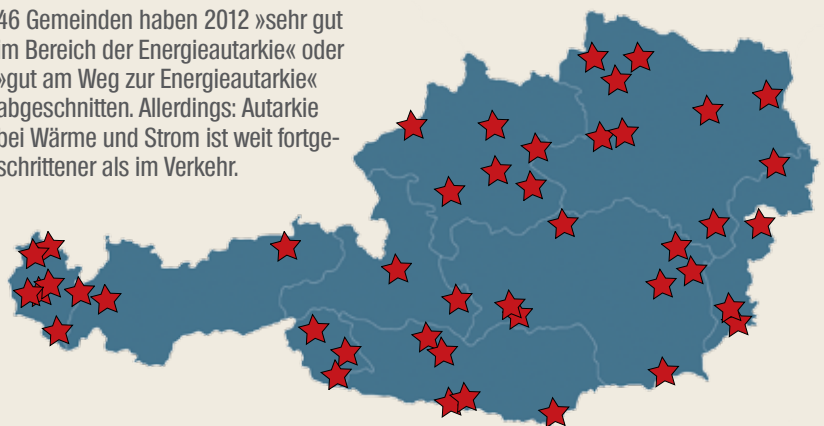 46 Gemeinden haben 2012 »sehr gut
im Bereich der Energieautarkie« oder
»gut am Weg zur Energieautarkie«
abgeschnitten. Allerdings: Autarkie
bei Wärme und Strom ist weit fortge-
schrittener als im Verkehr.